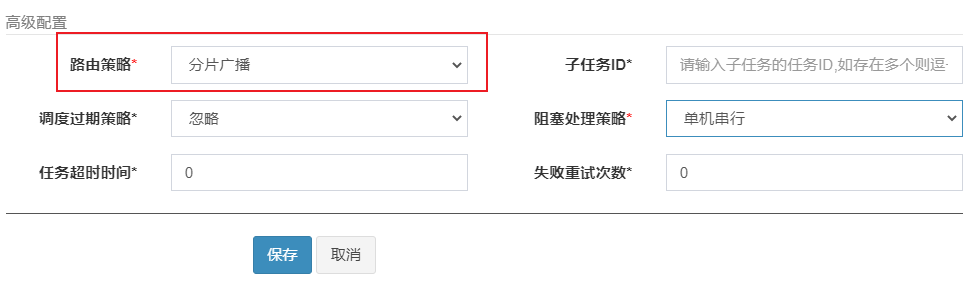 高级配置
路由策略* 分片广播 子任务ID* 请输入子任务的任务ID,如存在多个则逗
调度过期策略* 忽略 阻塞处理策略* 单机串行
任务超时时间* 0 失败重试次数* 0
保存 取消